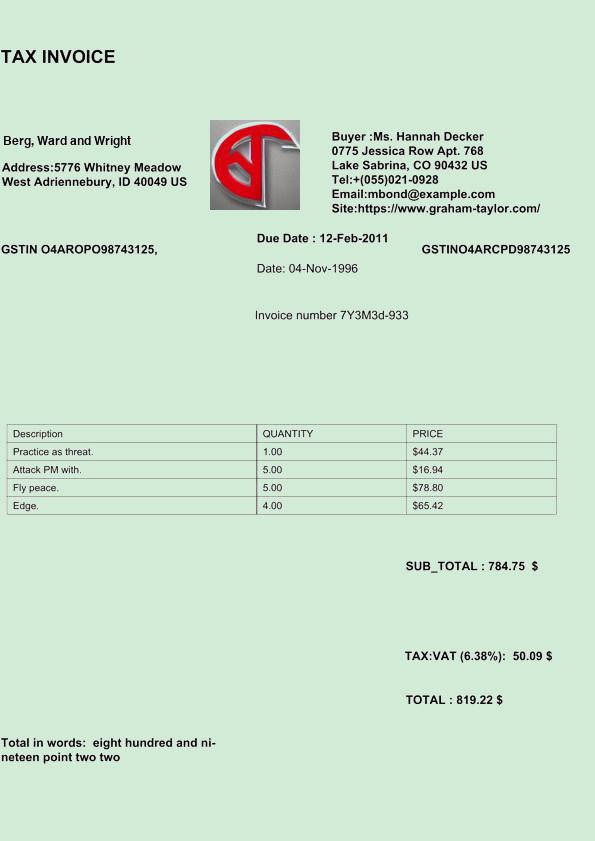 TAX INVOICE
Berg, Ward and Wright
Address:5776 Whitney Meadow
West Adriennebury, ID 40049 US
Buyer :Ms. Hannah Decker
0775 Jessica Row Apt. 768
Lake Sabrina, CO 90432 US
Tel:+(055)021-0928
Email:mbond@example.com
Site:https://www.graham-taylor.com/
GSTIN O4AROPO98743125,
Due Date : 12-Feb-2011
GSTINO4ARCPD98743125
Date: 04-Nov-1996
Invoice number 7Y3M3d-933
Description QUANTITY PRICE
Practice as threat. 1.00 $44.37
Attack PM with. 5.00 $16.94
Fly peace. 5.00 $78.80
Edge. 4.00 $65.42
SUB_TOTAL : 784.75 $
TAX:VAT (6.38%): 50.09 $
TOTAL : 819.22 $
Total in words: eight hundred and ni-
neteen point two two